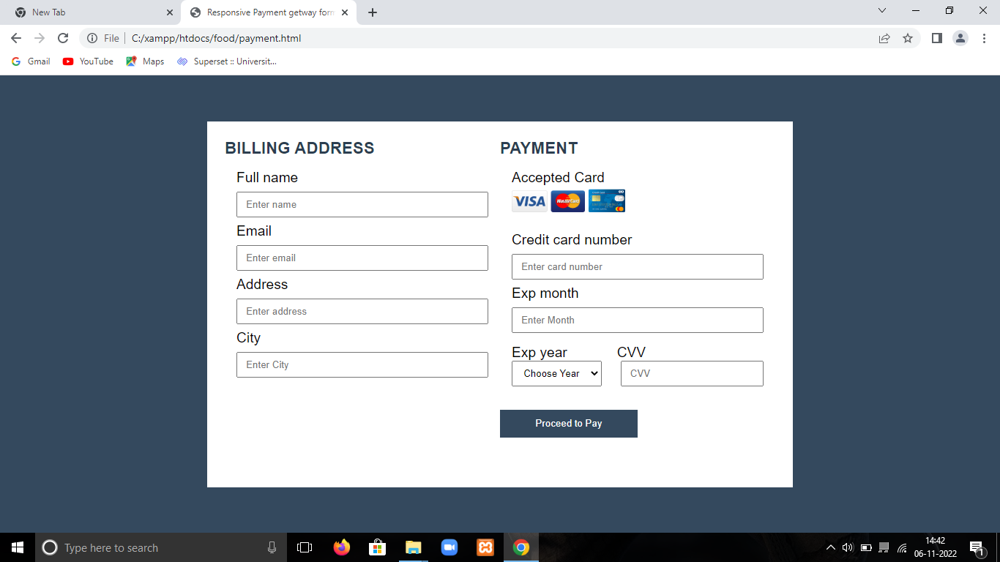 New Tab
Responsive Payment getway form
File
C:/xampp/htdocs/food/payment.html
Gmail
YouTube
Maps
Superset :: Universit...
BILLING ADDRESS
Full name
Enter name
Email
Enter email
Address
Enter address
City
Enter City
PAYMENT
Accepted Card
VISA
MasterCard
Credit card
Credit card number
Enter card number
Exp month
Enter Month
Exp year
CVV
Choose Year
CVV
Proceed to Pay
Type here to search
14:42
06-11-2022
1